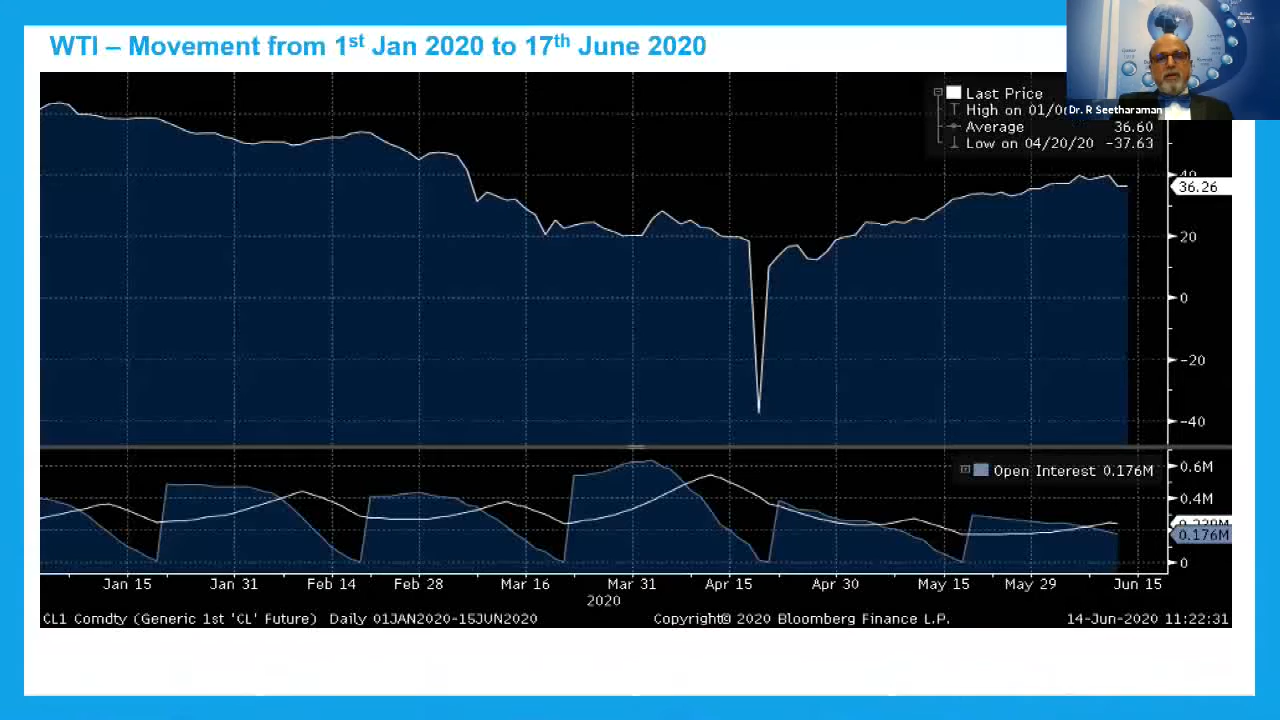 WTI – Movement from 1st Jan 2020 to 17th June 2020
Dr. R Seetharaman
Last Price
High on 01/0
Average 36.60
Low on 04/20/20 -37.63
40
36.26
20
0
-20
-40
Open Interest 0.176M
0.6M
0.4M
0.176M
0
Jan 15 Jan 31 Feb 14 Feb 28 Mar 16 Mar 31 Apr 15 Apr 30 May 15 May 29 Jun 15
2020
CL1 Comdty (Generic 1st 'CL' Future) Daily 01JAN2020-15JUN2020 Copyright© 2020 Bloomberg Finance L.P. 14-Jun-2020 11:22:31